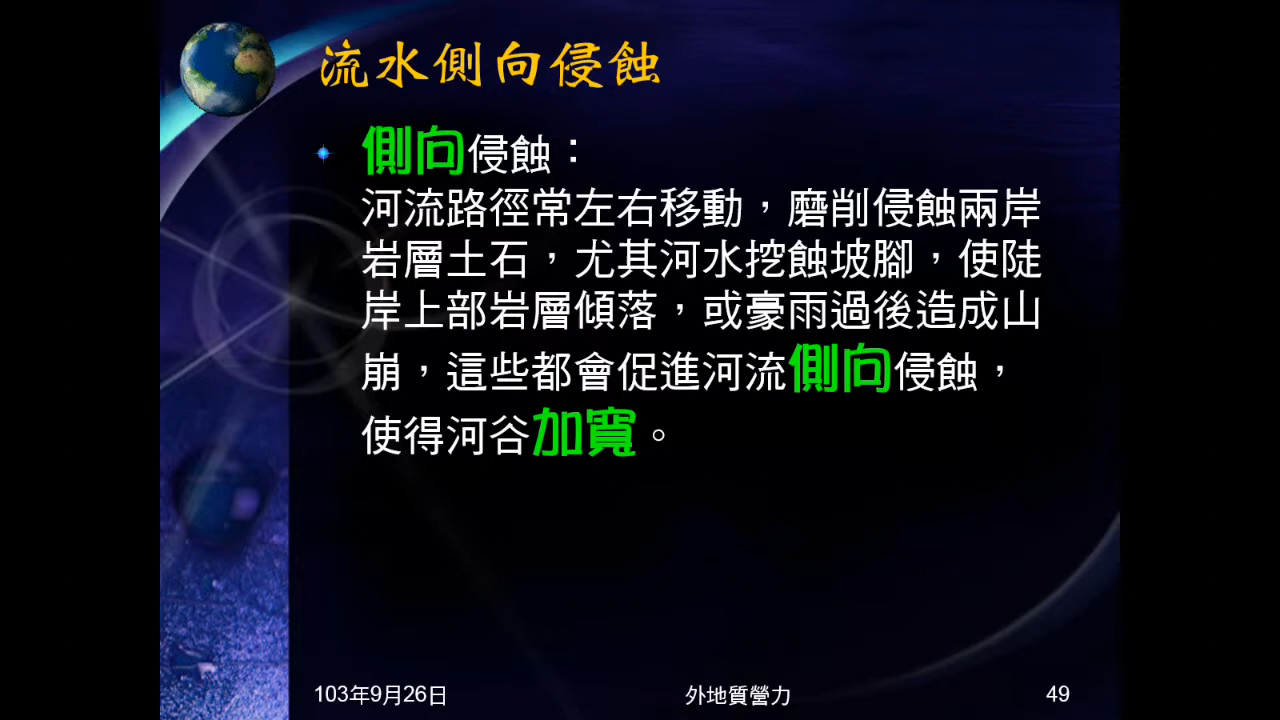 流水側向侵蝕
側向侵蝕：
河流路徑常左右移動，磨削侵蝕兩岸
岩層土石，尤其河水挖蝕坡腳，使陡
岸上部岩層傾落，或豪雨過後造成山
崩，這些都會促進河流側向侵蝕，
使得河谷加寬。
103年9月26日
外地質營力
49